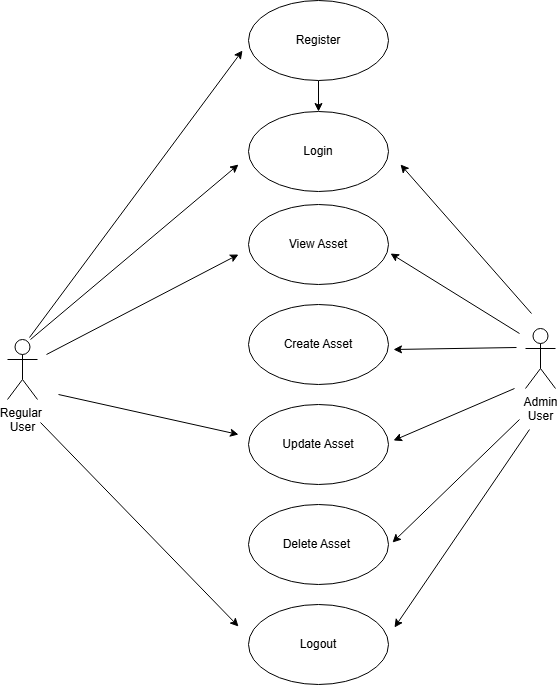 Register
Login
View Asset
Create Asset
Update Asset
Delete Asset
Logout
Regular
User
Admin
User